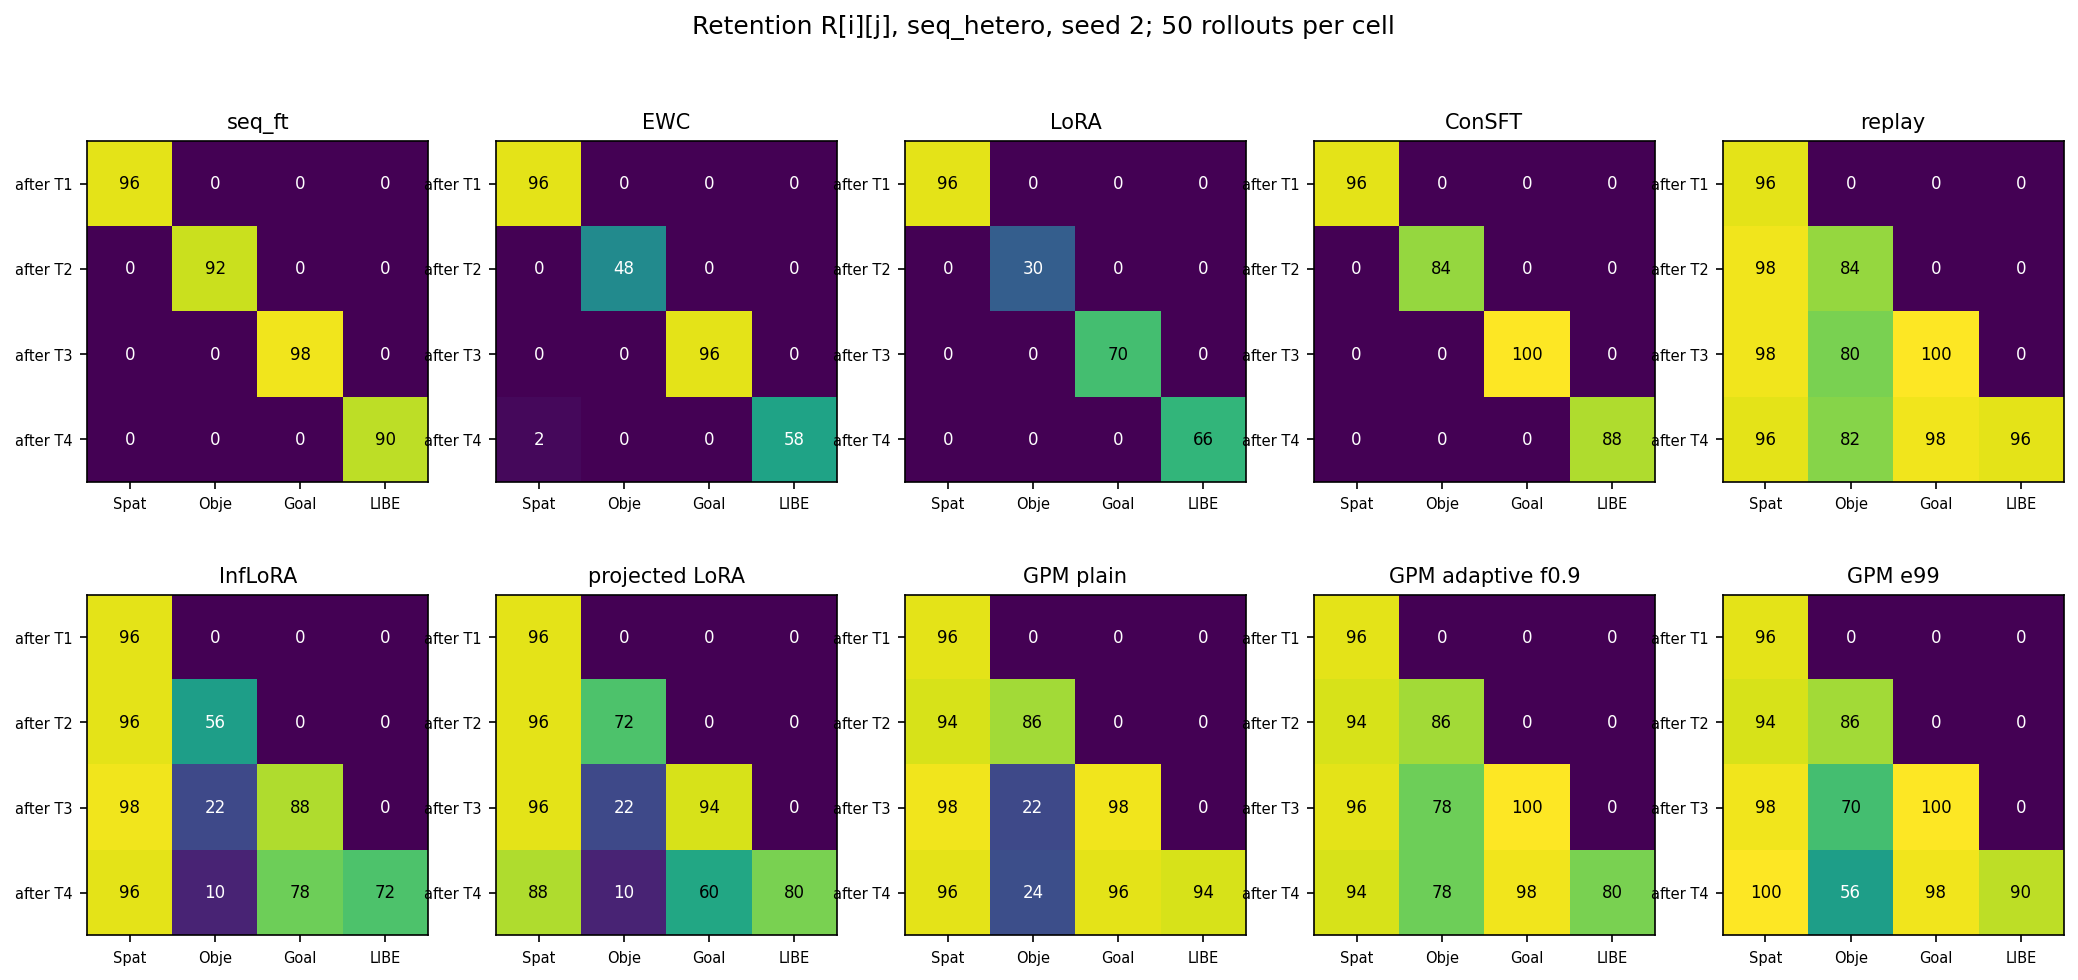 Retention R[i][j], seq_hetero, seed 2; 50 rollouts per cell
seq_ft
after T1 96 0 0 0
after T2 0 92 0 0
after T3 0 0 98 0
after T4 0 0 0 90
Spat Obje Goal LIBE
EWC
after T1 96 0 0 0
after T2 0 48 0 0
after T3 0 0 96 0
after T4 2 0 0 58
Spat Obje Goal LIBE
LoRA
after T1 96 0 0 0
after T2 0 30 0 0
after T3 0 0 70 0
after T4 0 0 0 66
Spat Obje Goal LIBE
ConSFT
after T1 96 0 0 0
after T2 0 84 0 0
after T3 0 0 100 0
after T4 0 0 0 88
Spat Obje Goal LIBE
replay
after T1 96 0 0 0
after T2 98 84 0 0
after T3 98 80 100 0
after T4 96 82 98 96
Spat Obje Goal LIBE
InfLoRA
after T1 96 0 0 0
after T2 96 56 0 0
after T3 98 22 88 0
after T4 96 10 78 72
Spat Obje Goal LIBE
projected LoRA
after T1 96 0 0 0
after T2 96 72 0 0
after T3 96 22 94 0
after T4 88 10 60 80
Spat Obje Goal LIBE
GPM plain
after T1 96 0 0 0
after T2 94 86 0 0
after T3 98 22 98 0
after T4 96 24 96 94
Spat Obje Goal LIBE
GPM adaptive f0.9
after T1 96 0 0 0
after T2 94 86 0 0
after T3 96 78 100 0
after T4 94 78 98 80
Spat Obje Goal LIBE
GPM e99
after T1 96 0 0 0
after T2 94 86 0 0
after T3 98 70 100 0
after T4 100 56 98 90
Spat Obje Goal LIBE